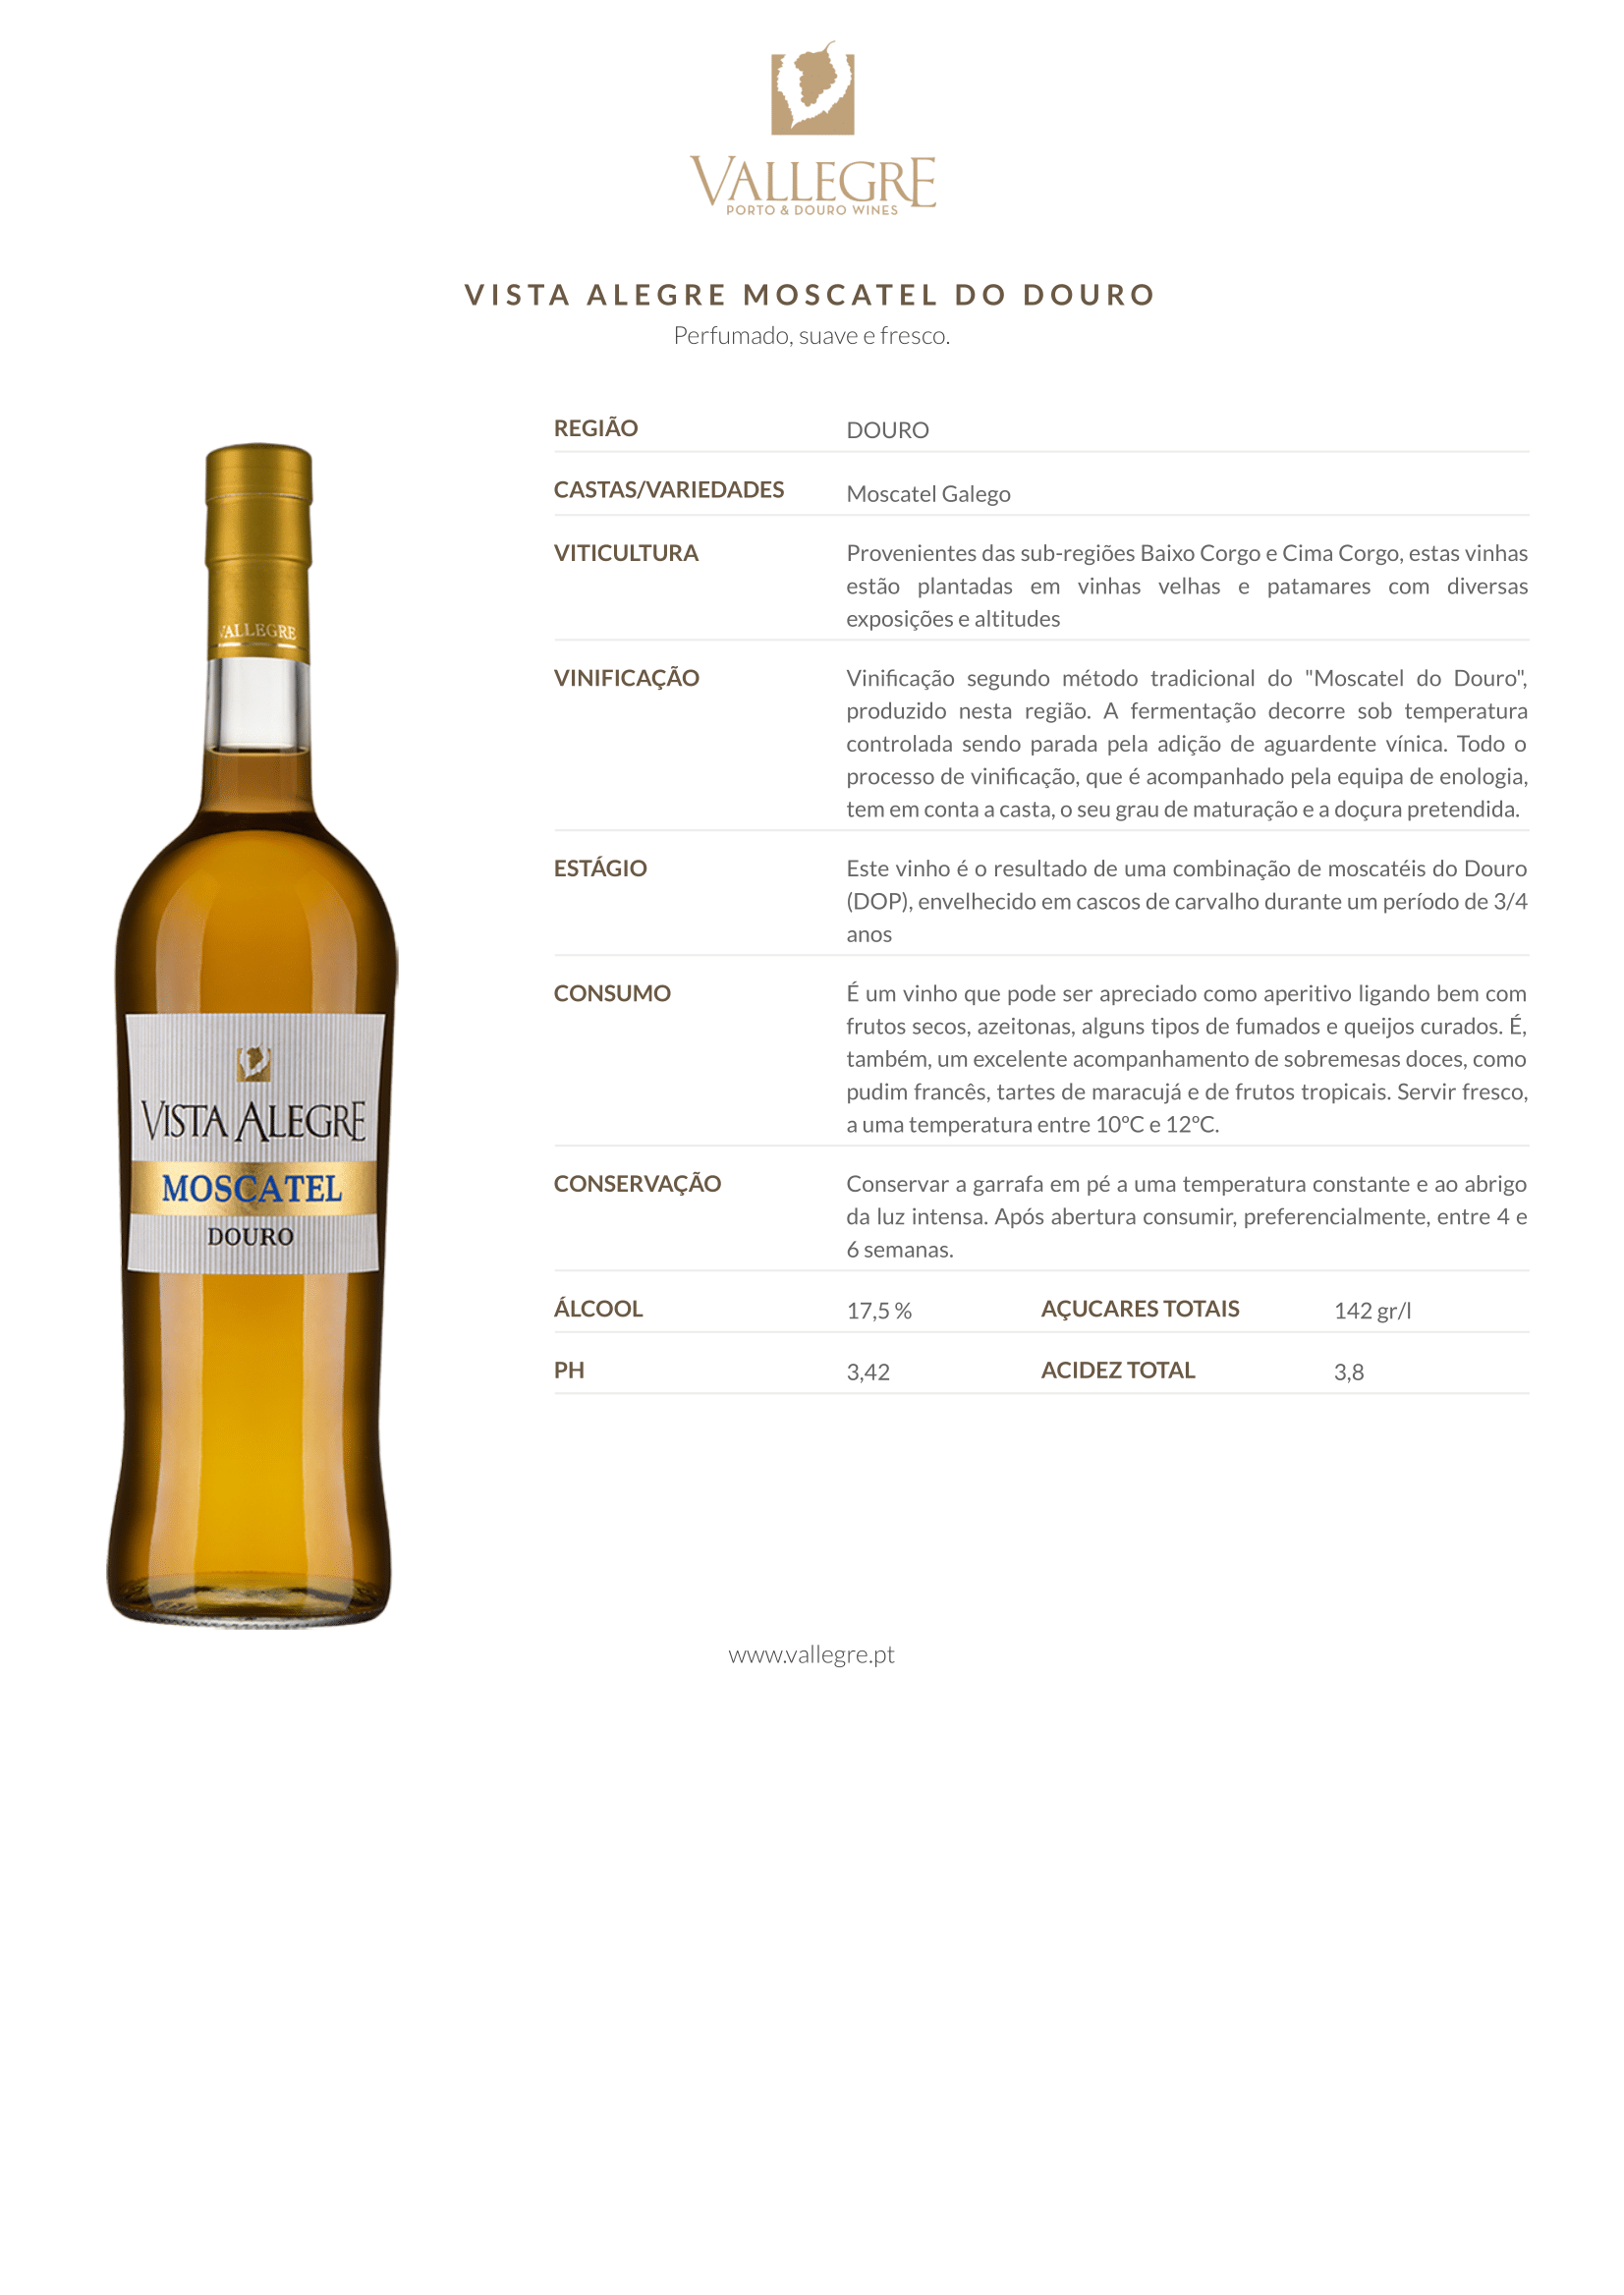 VALLEGRE
PORTO & DOURO WINES
VISTA ALEGRE MOSCATEL DO DOURO
Perfumado, suave e fresco.
REGIÃO
DOURO
CASTAS/VARIEDADES
Moscatel Galego
VITICULTURA
Provenientes das sub-regiões Baixo Corgo e Cima Corgo, estas vinhas
estão plantadas em vinhas velhas e patamares com diversas
exposições e altitudes
VINIFICAÇÃO
Vinificação segundo método tradicional do "Moscatel do Douro",
produzido nesta região. A fermentação decorre sob temperatura
controlada sendo parada pela adição de aguardente vínica. Todo o
processo de vinificação, que é acompanhado pela equipa de enologia,
tem em conta a casta, o seu grau de maturação e a doçura pretendida.
ESTÁGIO
Este vinho é o resultado de uma combinação de moscatéis do Douro
(DOP), envelhecido em cascos de carvalho durante um período de 3/4
anos
CONSUMO
É um vinho que pode ser apreciado como aperitivo ligando bem com
frutos secos, azeitonas, alguns tipos de fumados e queijos curados. É,
também, um excelente acompanhamento de sobremesas doces, como
pudim francês, tartes de maracujá e de frutos tropicais. Servir fresco,
a uma temperatura entre 10ºC e 12ºC.
CONSERVAÇÃO
Conservar a garrafa em pé a uma temperatura constante e ao abrigo
da luz intensa. Após abertura consumir, preferencialmente, entre 4 e
6 semanas.
ÁLCOOL
17,5 %
AÇUCARES TOTAIS
142 gr/l
PH
3,42
ACIDEZ TOTAL
3,8
VALLEGRE
VISTA ALEGRE
MOSCATEL
DOURO
www.vallegre.pt